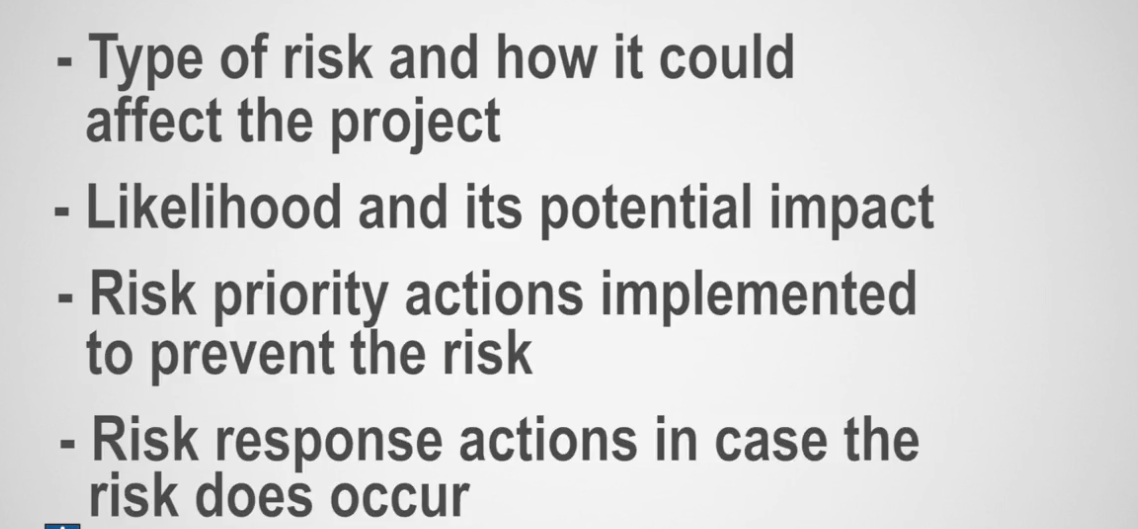 - Type of risk and how it could
affect the project
- Likelihood and its potential impact
- Risk priority actions implemented
to prevent the risk
- Risk response actions in case the
risk does occur